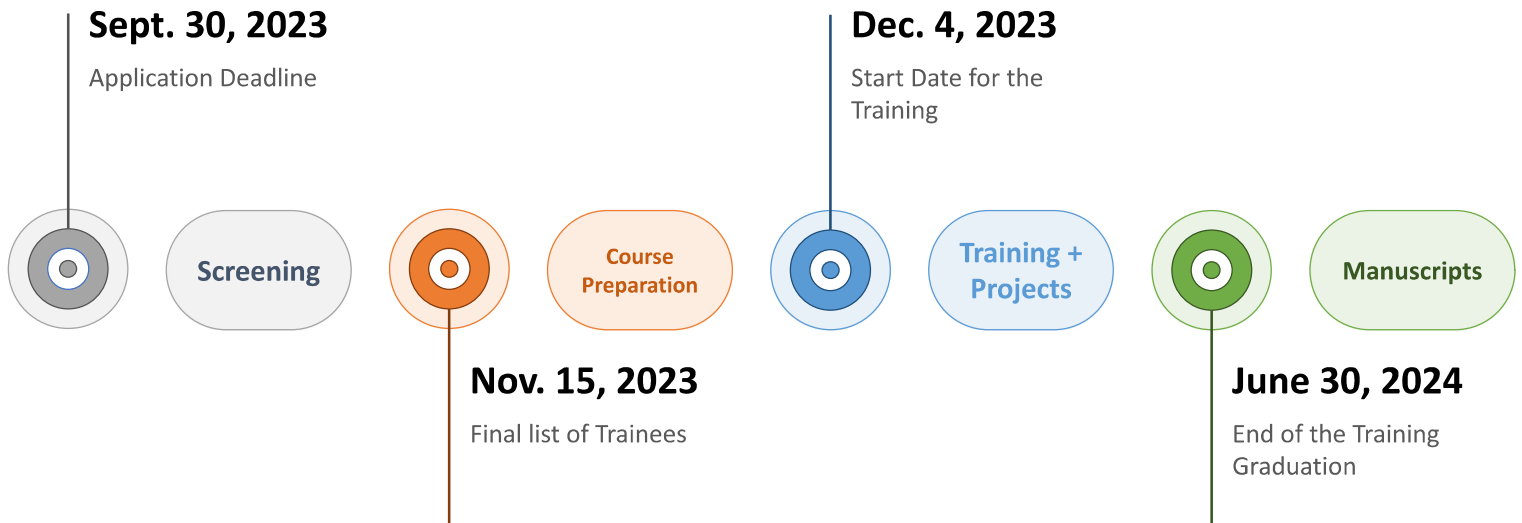 Sept. 30, 2023
Application Deadline
Screening
Nov. 15, 2023
Final list of Trainees
Course
Preparation
Dec. 4, 2023
Start Date for the
Training
Training +
Projects
June 30, 2024
End of the Training
Graduation
Manuscripts